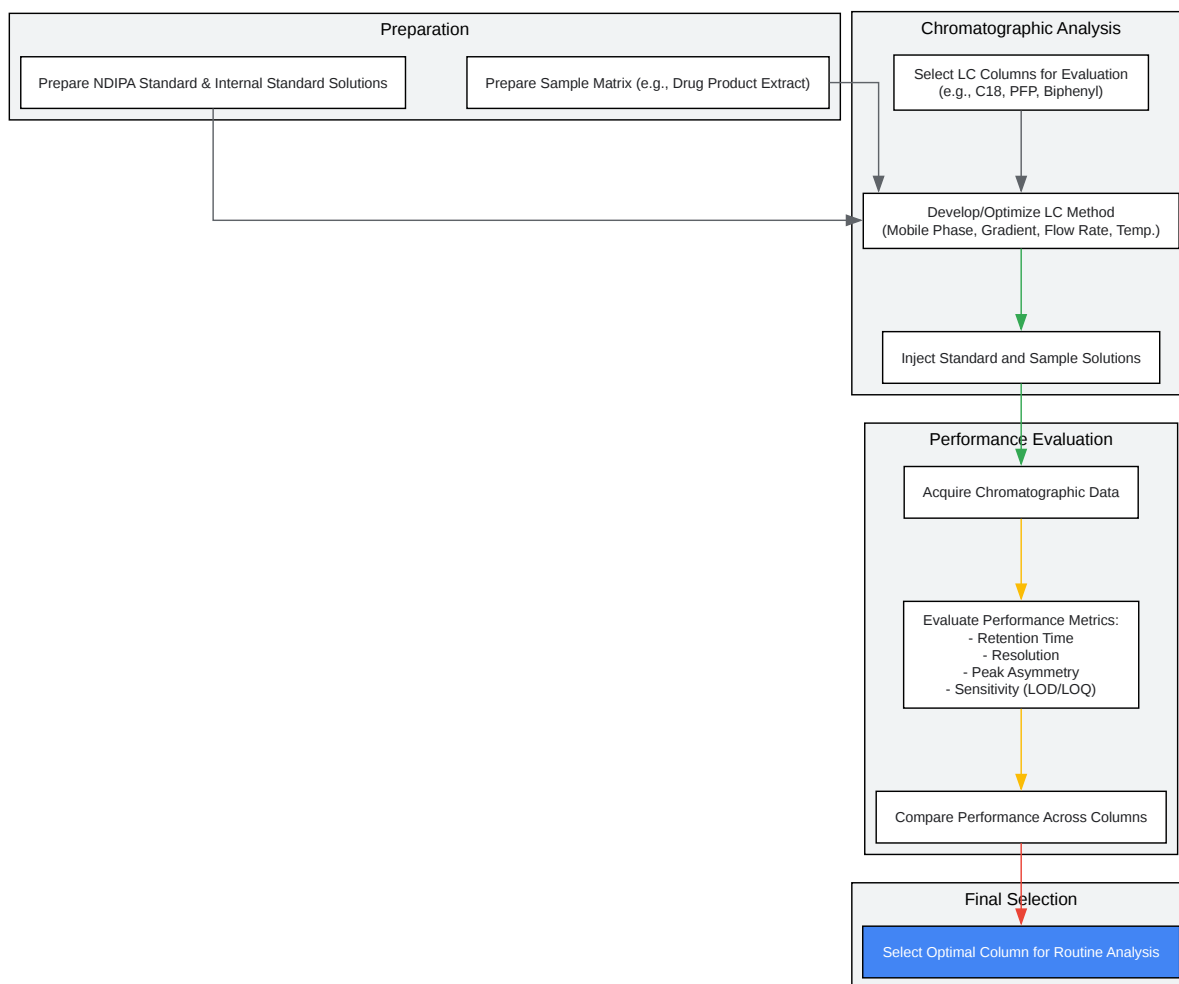 Preparation
Prepare NDIPA Standard & Internal Standard Solutions
Prepare Sample Matrix (e.g., Drug Product Extract)
Chromatographic Analysis
Select LC Columns for Evaluation
(e.g., C18, PFP, Biphenyl)
Develop/Optimize LC Method
(Mobile Phase, Gradient, Flow Rate, Temp.)
Inject Standard and Sample Solutions
Performance Evaluation
Acquire Chromatographic Data
Evaluate Performance Metrics:
- Retention Time
- Resolution
- Peak Asymmetry
- Sensitivity (LOD/LOQ)
Compare Performance Across Columns
Final Selection
Select Optimal Column for Routine Analysis